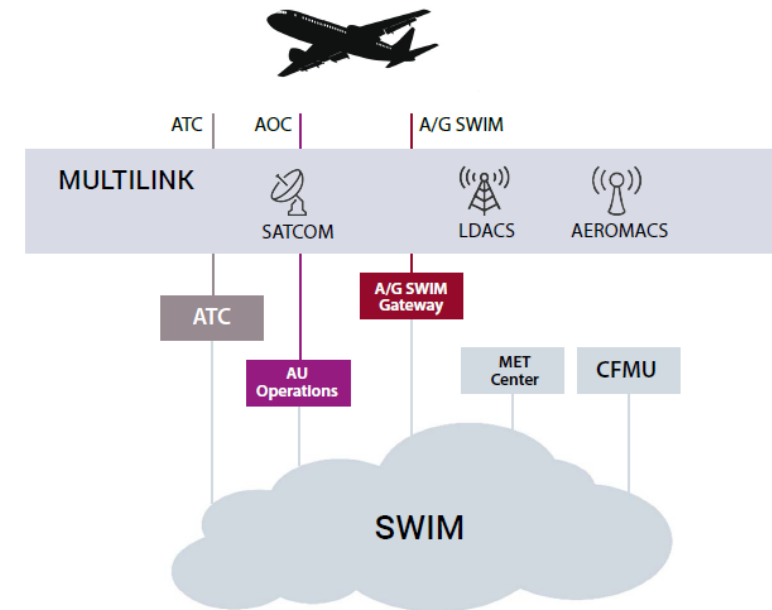 ATC
AOC
A/G SWIM
MULTILINK
SATCOM
LDACS
AEROMACS
A/G SWIM
Gateway
ATC
MET
Center
CFMU
AU
Operations
SWIM